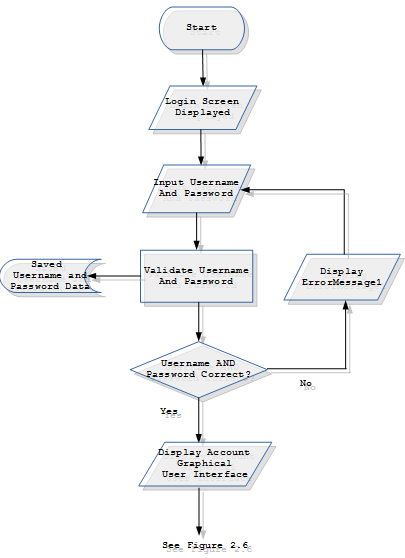 Start
Login Screen
Displayed
Input Username
And Password
Saved
Username and
Password Data
Validate Username
And Password
Display
ErrorMessage1
Username AND
Password Correct?
No
Yes
Display Account
Graphical
User Interface
See Figure 2.6